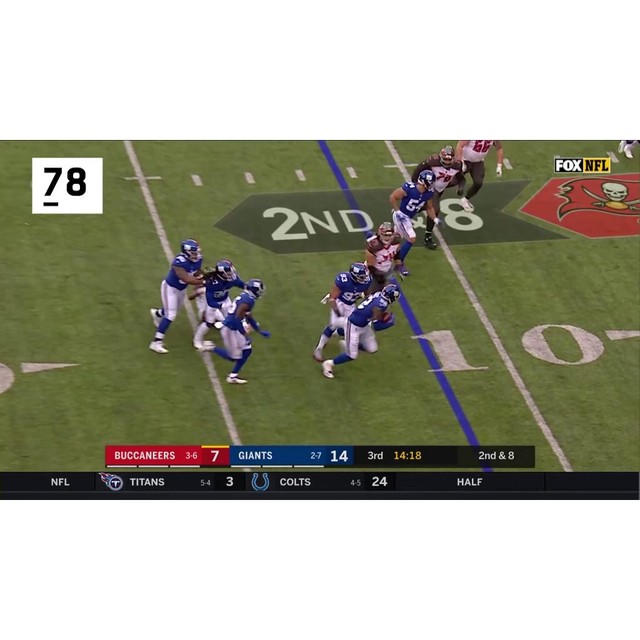 78
FOX NFL
2ND & 8
10
BUCCANEERS 3-6 7 GIANTS 2-7 14 3rd 14:18 2nd & 8
NFL TITANS 5-4 3 COLTS 4-5 24 HALF